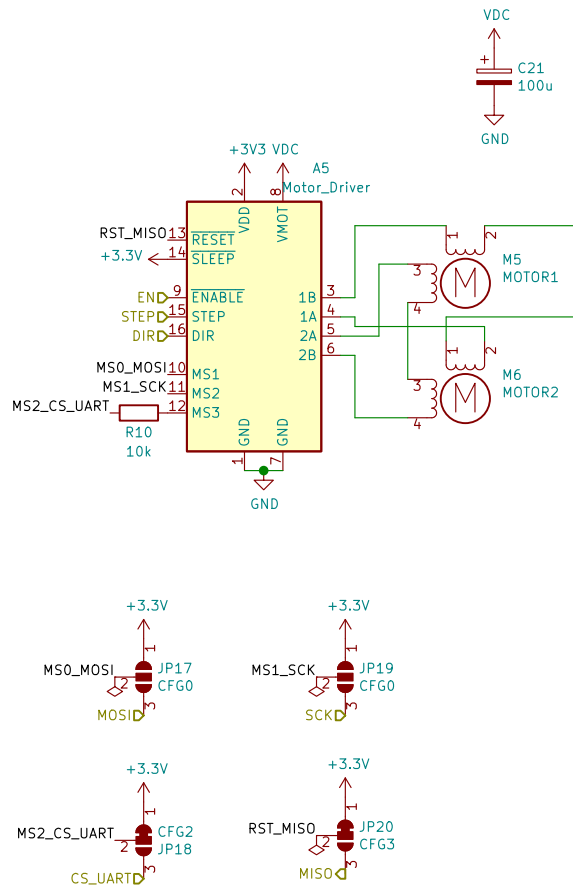 VDC
+
C21
100u
GND
+3V3 VDC
A5
Motor_Driver
2
8
VDD
VMOT
RST_MISO 13 RESET
+3.3V 14 SLEEP
EN 9 ENABLE
STEP 15 STEP
DIR 16 DIR
MS0_MOSI 10 MS1
MS1_SCK 11 MS2
MS2_CS_UART 12 MS3
R10
10k
1B 3
1A 4
2A 5
2B 6
GND
GND
1
7
GND
1
2
3
4
M
M5
MOTOR1
1
2
3
4
M
M6
MOTOR2
+3.3V
1
MS0_MOSI
2
JP17
CFG0
3
MOSI
+3.3V
1
MS1_SCK
2
JP19
CFG0
3
SCK
+3.3V
1
MS2_CS_UART
2
CFG2
JP18
3
CS_UART
+3.3V
1
RST_MISO
2
JP20
CFG3
3
MISO